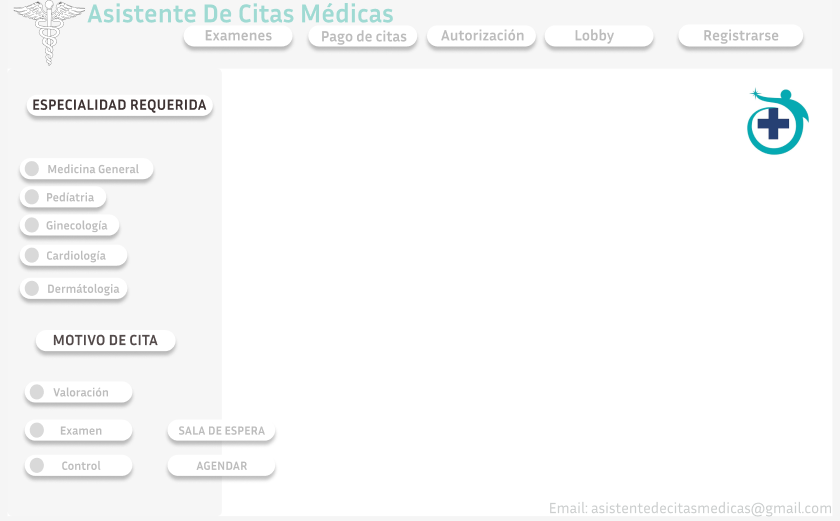 Asistente De Citas Médicas
Examenes
Pago de citas
Autorización
Lobby
Registrarse
ESPECIALIDAD REQUERIDA
Medicina General
Pedíatria
Ginecología
Cardiología
Dermátologia
MOTIVO DE CITA
Valoración
Examen
SALA DE ESPERA
Control
AGENDAR
Email: asistentedecitasmedicas@gmail.com